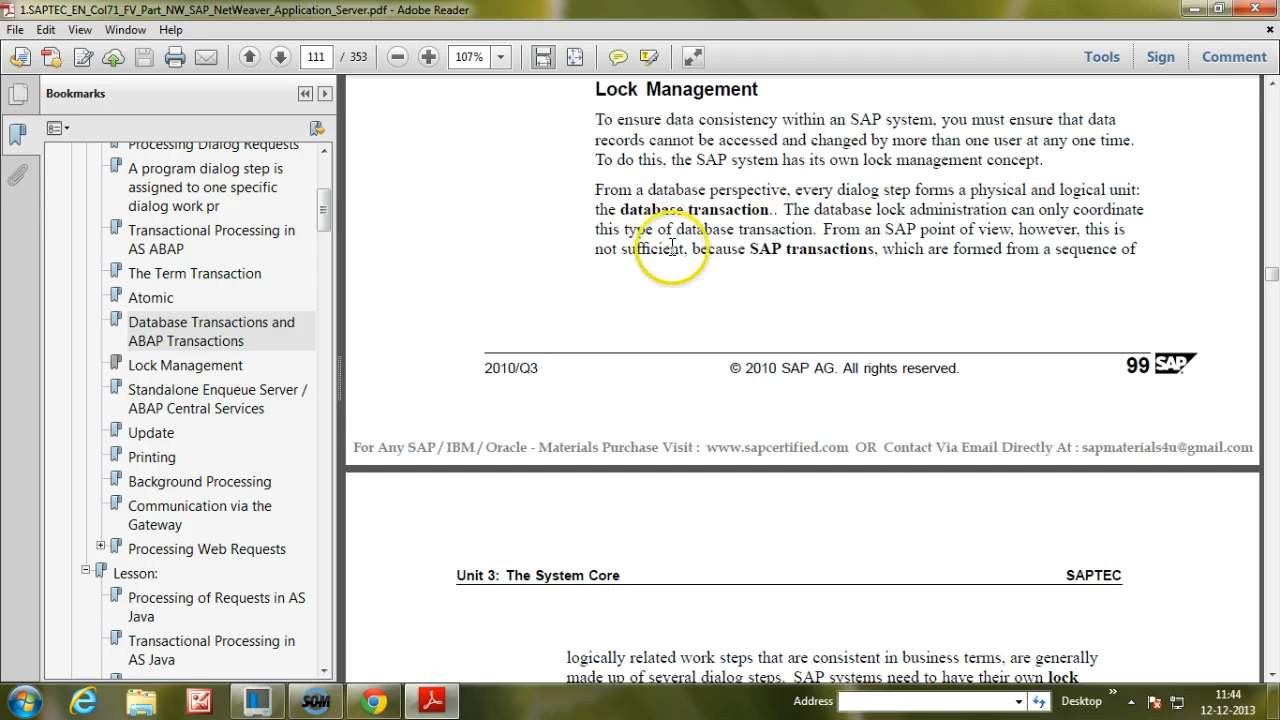 1.SAPTEC_EN_Col71_FV_Part_NW_SAP_NetWeaver_Application_Server.pdf - Adobe Reader
File Edit View Window Help
111 / 353 107% Tools Sign Comment
Bookmarks
Processing Dialog Requests
A program dialog step is
assigned to one specific
dialog work pr
Transactional Processing in
AS ABAP
The Term Transaction
Atomic
Database Transactions and
ABAP Transactions
Lock Management
Standalone Enqueue Server /
ABAP Central Services
Update
Printing
Background Processing
Communication via the
Gateway
Processing Web Requests
Lesson:
Processing of Requests in AS
Java
Transactional Processing in
AS Java
Lock Management
To ensure data consistency within an SAP system, you must ensure that data
records cannot be accessed and changed by more than one user at any one time.
To do this, the SAP system has its own lock management concept.
From a database perspective, every dialog step forms a physical and logical unit:
the database transaction.. The database lock administration can only coordinate
this type of database transaction. From an SAP point of view, however, this is
not sufficient, because SAP transactions, which are formed from a sequence of
2010/Q3 © 2010 SAP AG. All rights reserved. 99 SAP
For Any SAP / IBM / Oracle - Materials Purchase Visit : www.sapcertified.com OR Contact Via Email Directly At : sapmaterials4u@gmail.com
Unit 3: The System Core SAPTEC
logically related work steps that are consistent in business terms, are generally
made up of several dialog steps. SAP systems need to have their own lock
SOM Address Desktop 11:44
12-12-2013